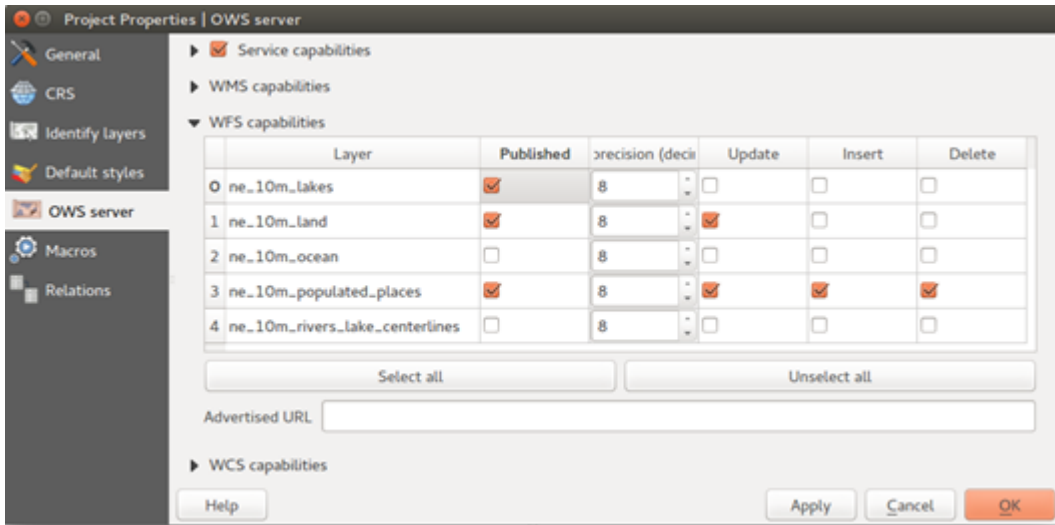 Project Properties | OWS server
General
CRS
Identify layers
Default styles
OWS server
Macros
Relations
Service capabilities
WMS capabilities
WFS capabilities
Layer Published precision (deci Update Insert Delete
0 ne_10m_lakes 8
1 ne_10m_land 8
2 ne_10m_ocean 8
3 ne_10m_populated_places 8
4 ne_10m_rivers_lake_centerlines 8
Select all Unselect all
Advertised URL
WCS capabilities
Help Apply Cancel OK